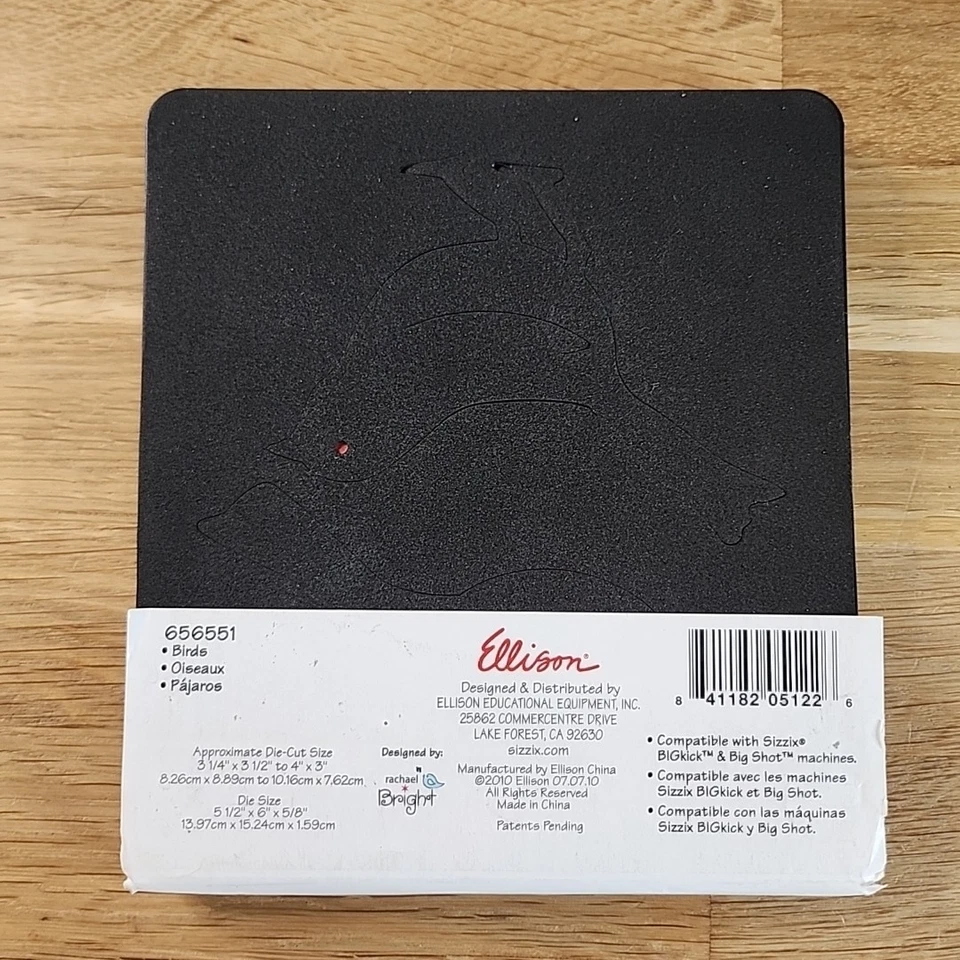 656551
• Birds
• Oiseaux
• Pájaros
Approximate Die-Cut Size
3 1/4" x 3 1/2" to 4" x 3"
8.26cm x 8.89cm to 10.16cm x 7.62cm
Die Size
5 1/2" x 6" x 5/8"
13.97cm x 15.24cm x 1.59cm
Designed by:
rachael
Bright
Ellison®
Designed & Distributed by
ELLISON EDUCATIONAL EQUIPMENT, INC.
25862 COMMERCENTRE DRIVE
LAKE FOREST, CA 92630
sizzix.com
Manufactured by Ellison China
©2010 Ellison 07.07.10
All Rights Reserved
Made in China
Patents Pending
8 41182 05122 6
• Compatible with Sizzix®
BIGkick™ & Big Shot™ machines.
• Compatible avec les machines
Sizzix BIGkick et Big Shot.
• Compatible con las máquinas
Sizzix BIGkick y Big Shot.